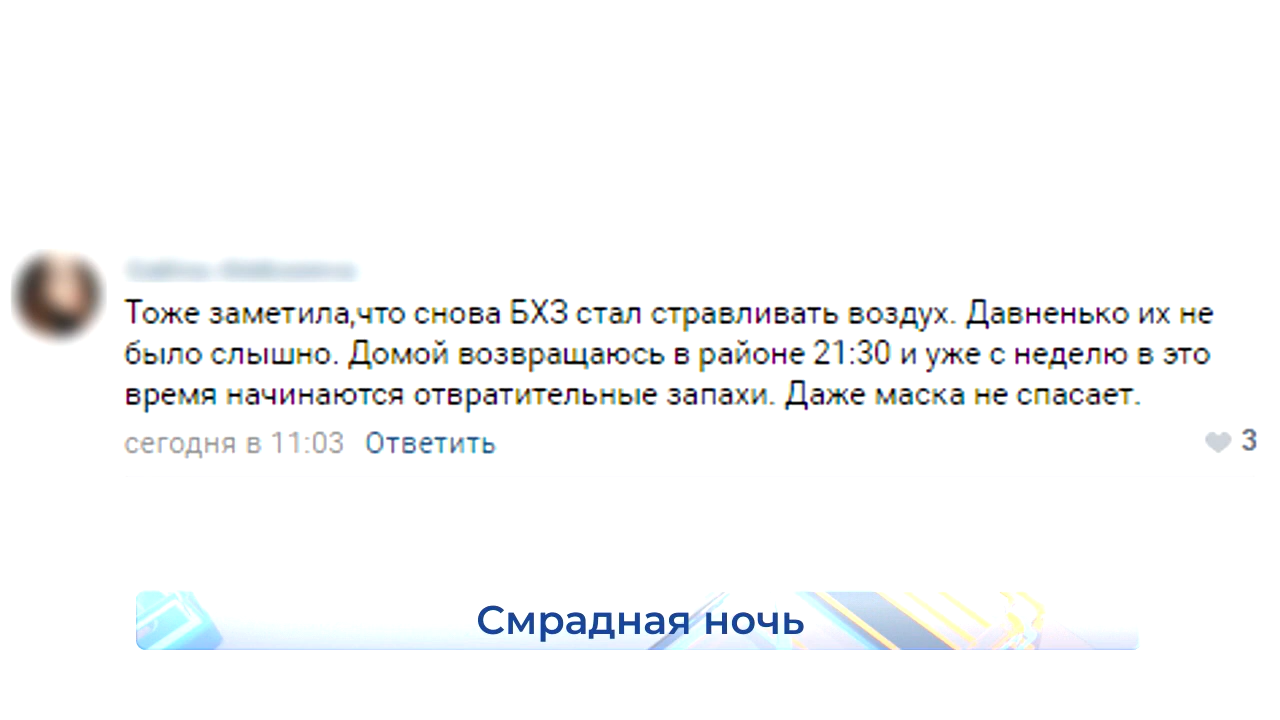 Тоже заметила,что снова БХЗ стал стравливать воздух. Давненько их не
было слышно. Домой возвращаюсь в районе 21:30 и уже с неделю в это
время начинаются отвратительные запахи. Даже маска не спасает.
сегодня в 11:03 Ответить 3
Смрадная ночь